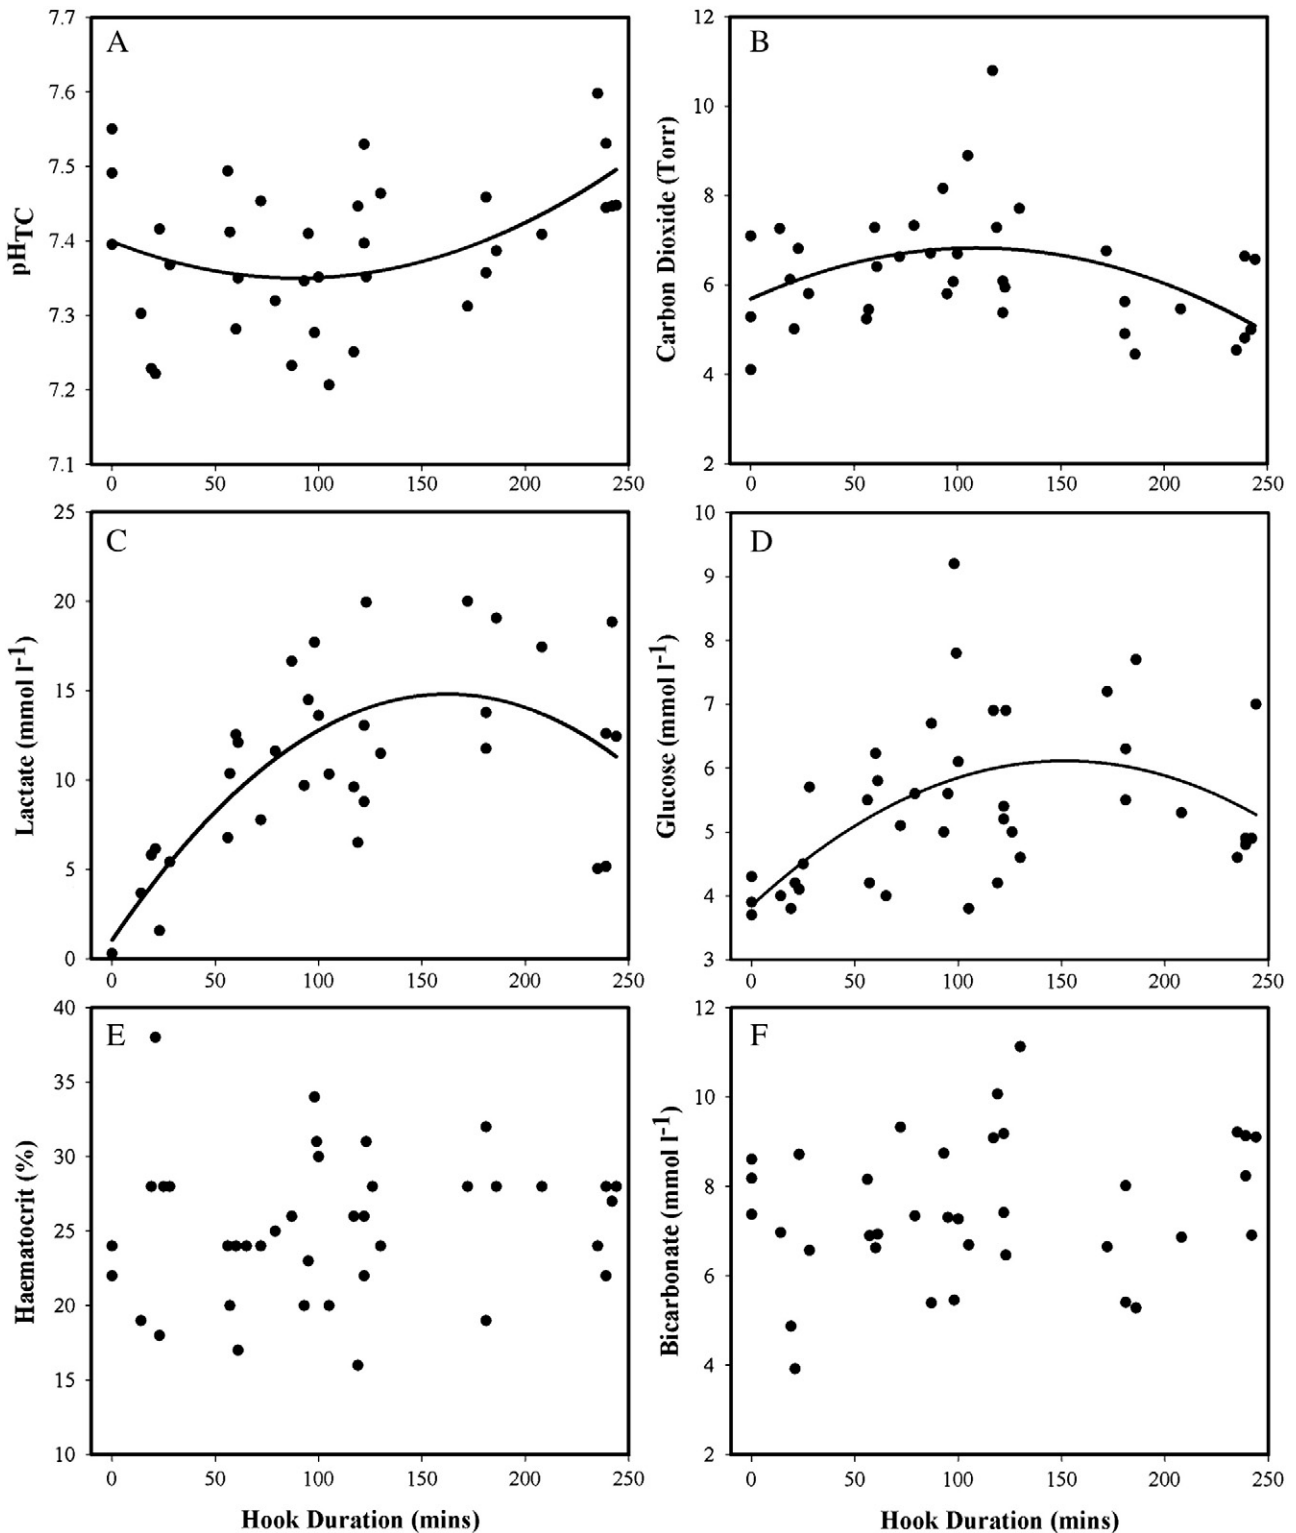 A
7.7
7.6
7.5
7.4
7.3
7.2
7.1
pHTC
0 50 100 150 200 250
B
12
10
8
6
4
2
Carbon Dioxide (Torr)
0 50 100 150 200 250
C
25
20
15
10
5
0
Lactate (mmol l-1)
0 50 100 150 200 250
D
10
9
8
7
6
5
4
3
Glucose (mmol l-1)
0 50 100 150 200 250
E
40
35
30
25
20
15
10
Haematocrit (%)
0 50 100 150 200 250
Hook Duration (mins)
F
12
10
8
6
4
2
Bicarbonate (mmol l-1)
0 50 100 150 200 250
Hook Duration (mins)